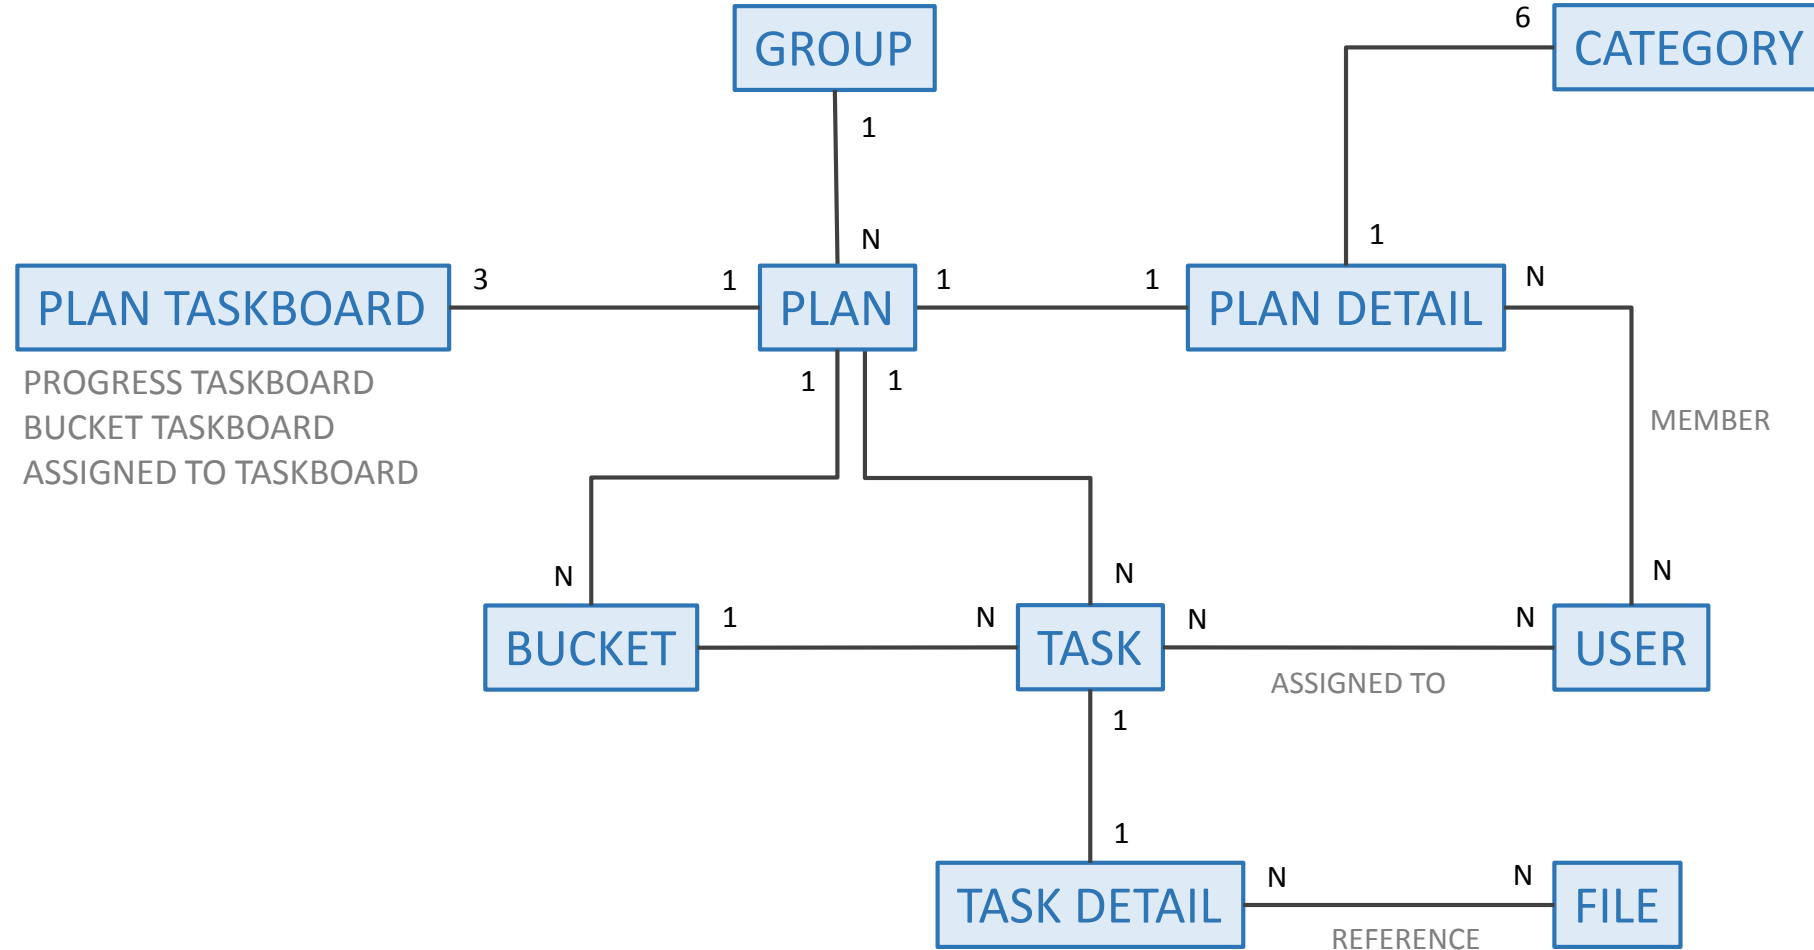 GROUP
6
CATEGORY
1
N
1
3
1
1
1
N
PLAN TASKBOARD
PLAN
PLAN DETAIL
PROGRESS TASKBOARD
BUCKET TASKBOARD
ASSIGNED TO TASKBOARD
1
1
MEMBER
N
N
N
1
N
N
N
BUCKET
TASK
USER
ASSIGNED TO
1
1
N
N
TASK DETAIL
FILE
REFERENCE